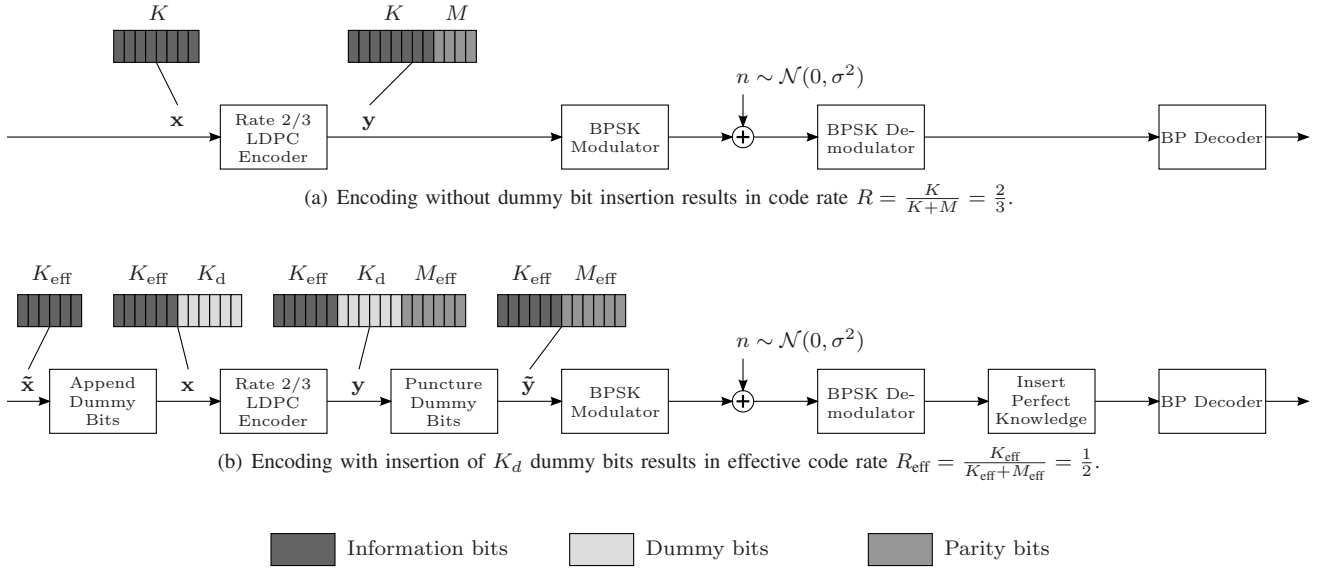 K K M
n ∼ 𝒩(0, σ²)
x
Rate 2/3
LDPC
Encoder
y
BPSK
Modulator
+
BPSK De-
modulator
BP Decoder
(a) Encoding without dummy bit insertion results in code rate R = K/(K+M) = 2/3.
K_eff K_eff K_d K_eff K_d M_eff K_eff M_eff
n ∼ 𝒩(0, σ²)
x̃
Append
Dummy
Bits
x
Rate 2/3
LDPC
Encoder
y
Puncture
Dummy
Bits
ỹ
BPSK
Modulator
+
BPSK De-
modulator
Insert
Perfect
Knowledge
BP Decoder
(b) Encoding with insertion of K_d dummy bits results in effective code rate R_eff = K_eff/(K_eff+M_eff) = 1/2.
Information bits
Dummy bits
Parity bits